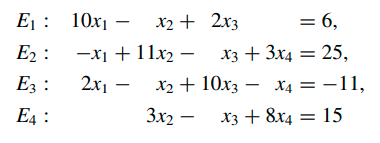 E₁ : 10x₁ − x₂ + 2x₃ = 6,
E₂ : −x₁ + 11x₂ − x₃ + 3x₄ = 25,
E₃ : 2x₁ − x₂ + 10x₃ − x₄ = −11,
E₄ : 3x₂ − x₃ + 8x₄ = 15